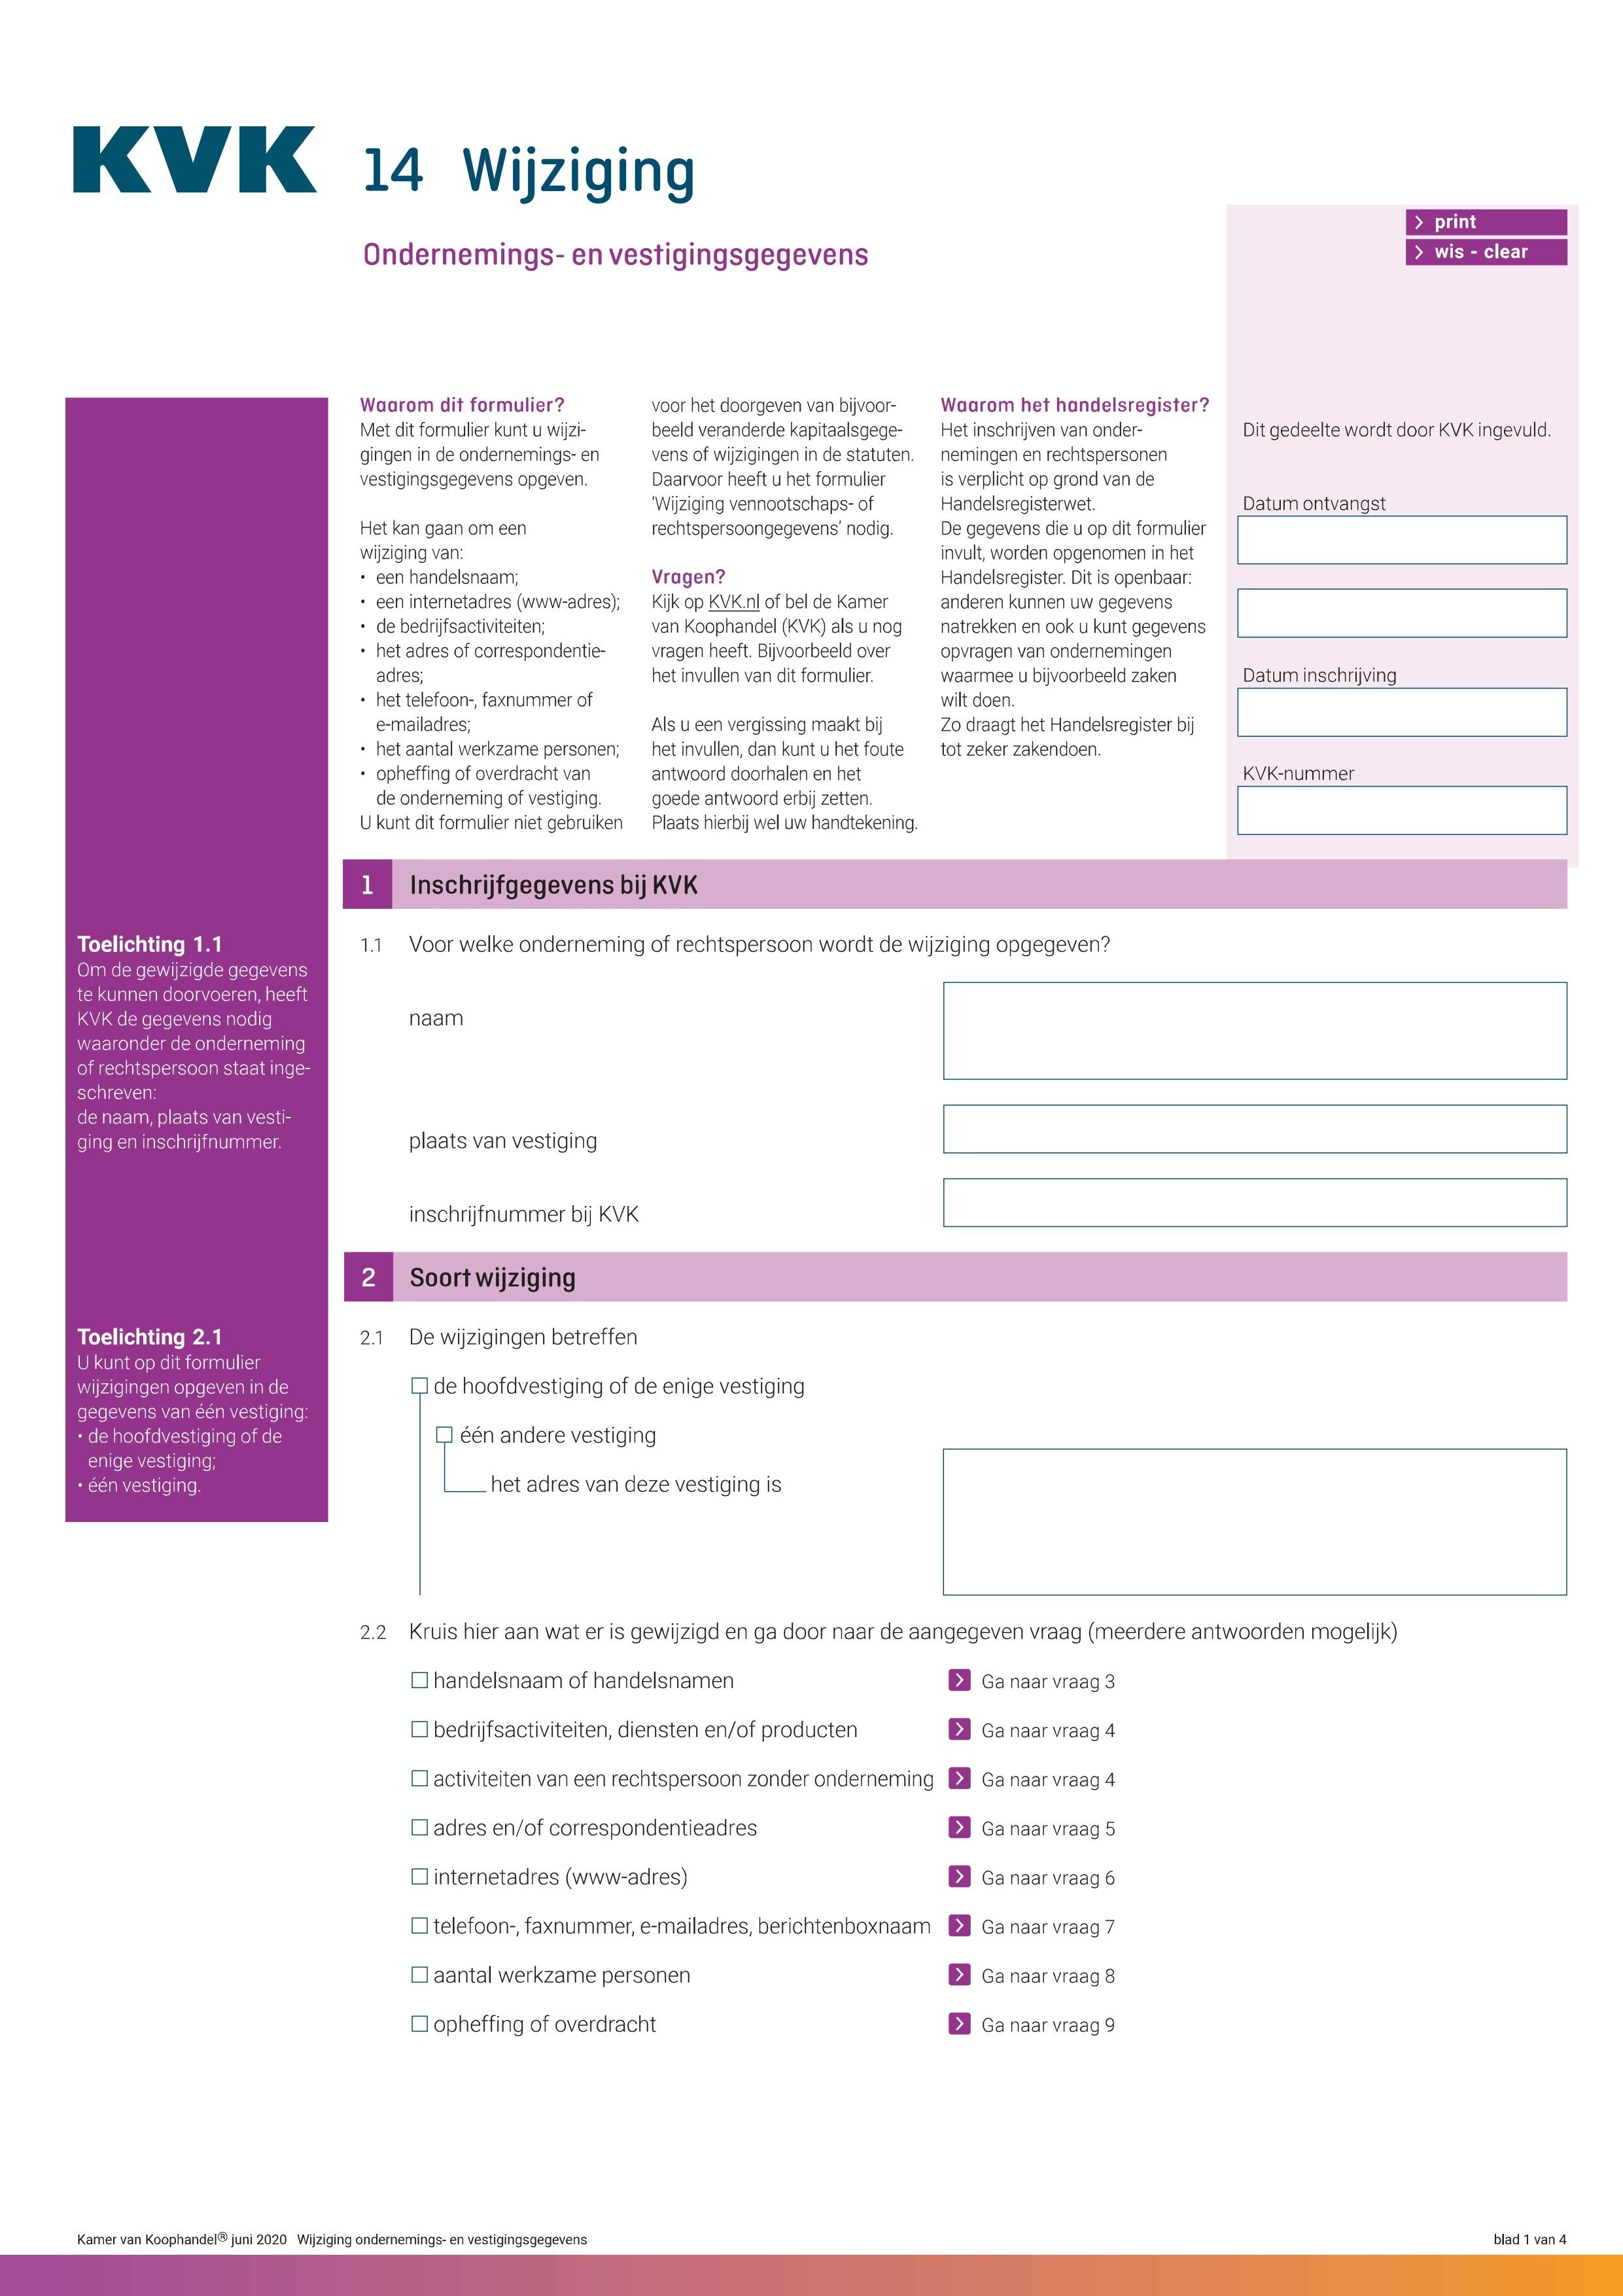 KVK 14 Wijziging
Ondernemings- en vestigingsgegevens
> print
> wis - clear
Waarom dit formulier?
Met dit formulier kunt u wijzi-
gingen in de ondernemings- en
vestigingsgegevens opgeven.
Het kan gaan om een
wijziging van:
• een handelsnaam;
• een internetadres (www-adres);
• de bedrijfsactiviteiten;
• het adres of correspondentie-
adres;
• het telefoon-, faxnummer of
e-mailadres;
• het aantal werkzame personen;
• opheffing of overdracht van
de onderneming of vestiging.
U kunt dit formulier niet gebruiken
voor het doorgeven van bijvoor-
beeld veranderde kapitaalsgege-
vens of wijzigingen in de statuten.
Daarvoor heeft u het formulier
‘Wijziging vennootschaps- of
rechtspersoongegevens’ nodig.
Vragen?
Kijk op KVK.nl of bel de Kamer
van Koophandel (KVK) als u nog
vragen heeft. Bijvoorbeeld over
het invullen van dit formulier.
Als u een vergissing maakt bij
het invullen, dan kunt u het foute
antwoord doorhalen en het
goede antwoord erbij zetten.
Plaats hierbij wel uw handtekening.
Waarom het handelsregister?
Het inschrijven van onder-
nemingen en rechtspersonen
is verplicht op grond van de
Handelsregisterwet.
De gegevens die u op dit formulier
invult, worden opgenomen in het
Handelsregister. Dit is openbaar:
anderen kunnen uw gegevens
natrekken en ook u kunt gegevens
opvragen van ondernemingen
waarmee u bijvoorbeeld zaken
wilt doen.
Zo draagt het Handelsregister bij
tot zeker zakendoen.
Dit gedeelte wordt door KVK ingevuld.
Datum ontvangst
Datum inschrijving
KVK-nummer
1 Inschrijfgegevens bij KVK
Toelichting 1.1
Om de gewijzigde gegevens
te kunnen doorvoeren, heeft
KVK de gegevens nodig
waaronder de onderneming
of rechtspersoon staat inge-
schreven:
de naam, plaats van vesti-
ging en inschrijfnummer.
1.1 Voor welke onderneming of rechtspersoon wordt de wijziging opgegeven?
naam
plaats van vestiging
inschrijfnummer bij KVK
2 Soort wijziging
Toelichting 2.1
U kunt op dit formulier
wijzigingen opgeven in de
gegevens van één vestiging:
• de hoofdvestiging of de
enige vestiging;
• één vestiging.
2.1 De wijzigingen betreffen
de hoofdvestiging of de enige vestiging
één andere vestiging
het adres van deze vestiging is
2.2 Kruis hier aan wat er is gewijzigd en ga door naar de aangegeven vraag (meerdere antwoorden mogelijk)
handelsnaam of handelsnamen > Ga naar vraag 3
bedrijfsactiviteiten, diensten en/of producten > Ga naar vraag 4
activiteiten van een rechtspersoon zonder onderneming > Ga naar vraag 4
adres en/of correspondentieadres > Ga naar vraag 5
internetadres (www-adres) > Ga naar vraag 6
telefoon-, faxnummer, e-mailadres, berichtenboxnaam > Ga naar vraag 7
aantal werkzame personen > Ga naar vraag 8
opheffing of overdracht > Ga naar vraag 9
Kamer van Koophandel® juni 2020 Wijziging ondernemings- en vestigingsgegevens
blad 1 van 4